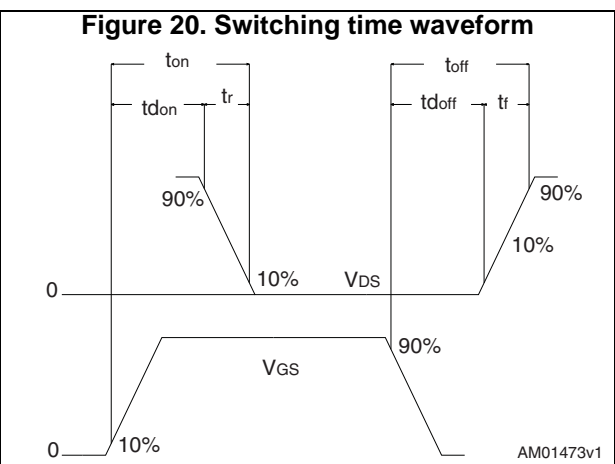 Figure 20. Switching time waveform
ton
toff
tdon
tr
tdoff
tf
90%
90%
10%
0
10%
VDS
90%
VGS
0
10%
AM01473v1